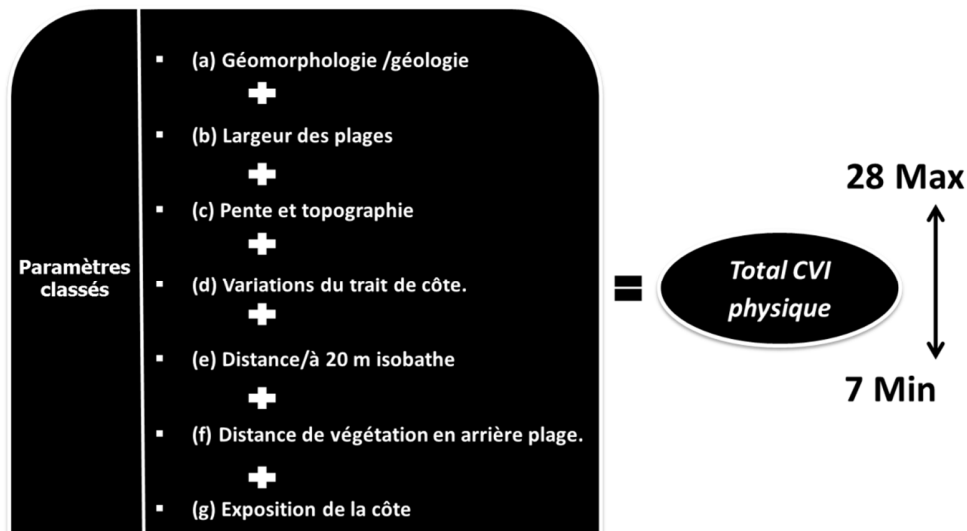 (a) Géomorphologie /géologie
(b) Largeur des plages
(c) Pente et topographie
Paramètres
classés
(d) Variations du trait de côte.
(e) Distance/à 20 m isobathe
(f) Distance de végétation en arrière plage.
(g) Exposition de la côte
=
Total CVI
physique
28 Max
7 Min